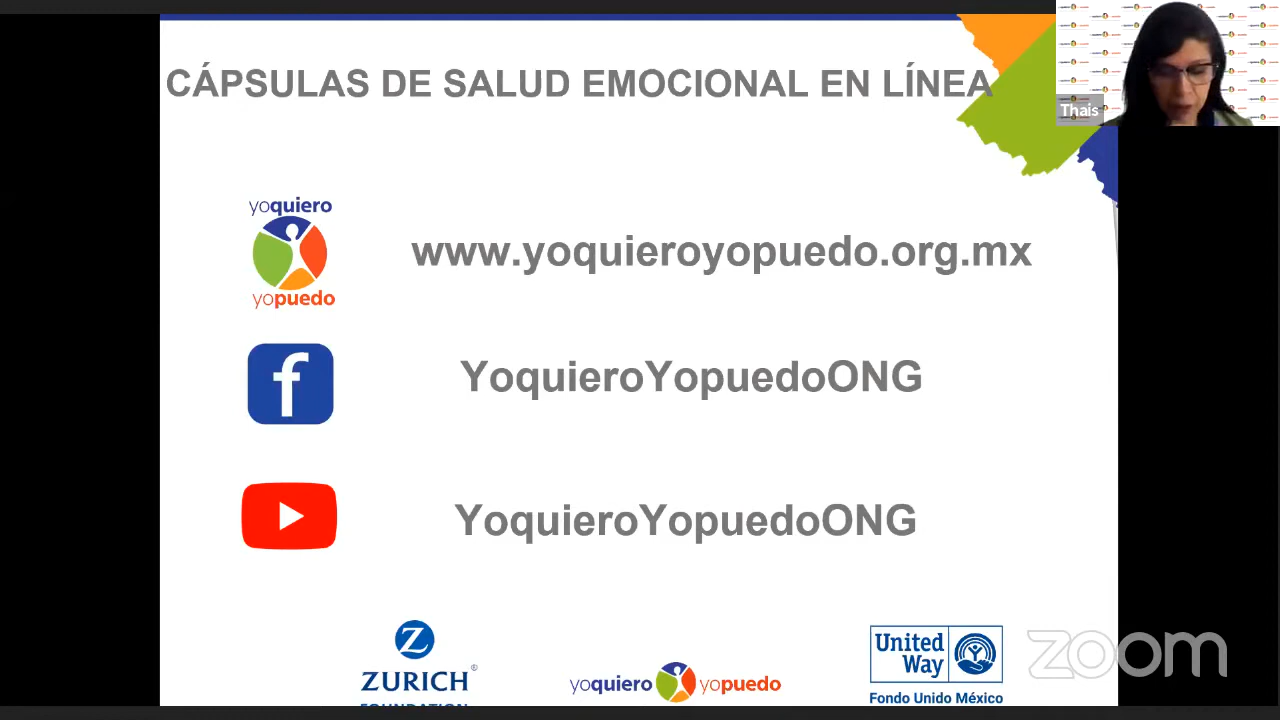 CÁPSULAS DE SALUD EMOCIONAL EN LÍNEA
Thais
yoquiero
yopuedo
www.yoquieroyopuedo.org.mx
f
YoquieroYopuedoONG
YoquieroYopuedoONG
Z
ZURICH®
FOUNDATION
yoquiero yopuedo
United
Way
Fondo Unido México
zoom